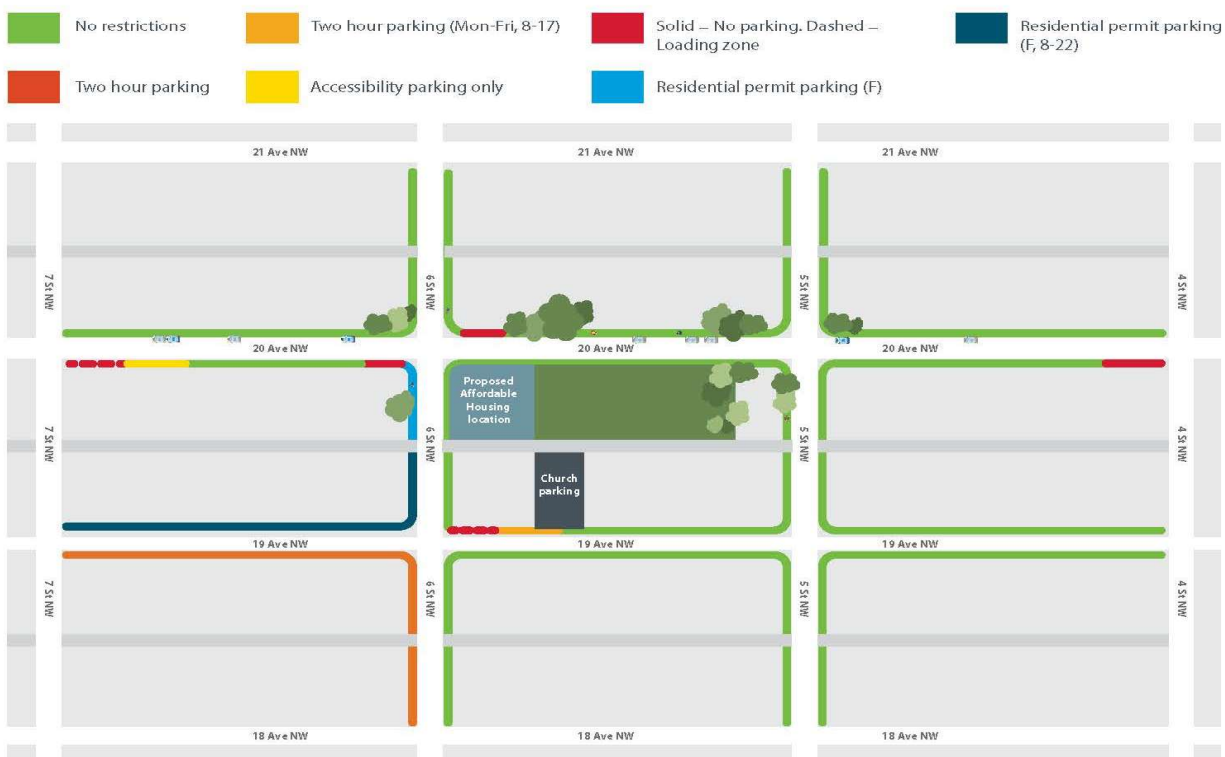 No restrictions
Two hour parking (Mon-Fri, 8-17)
Solid = No parking. Dashed =
Loading zone
Residential permit parking
(F, 8-22)
Two hour parking
Accessibility parking only
Residential permit parking (F)
21 Ave NW
21 Ave NW
21 Ave NW
7 St NW
6 St NW
5 St NW
4 St NW
20 Ave NW
20 Ave NW
20 Ave NW
Proposed
Affordable
Housing
location
7 St NW
6 St NW
5 St NW
4 St NW
Church
parking
19 Ave NW
19 Ave NW
19 Ave NW
7 St NW
6 St NW
5 St NW
4 St NW
18 Ave NW
18 Ave NW
18 Ave NW